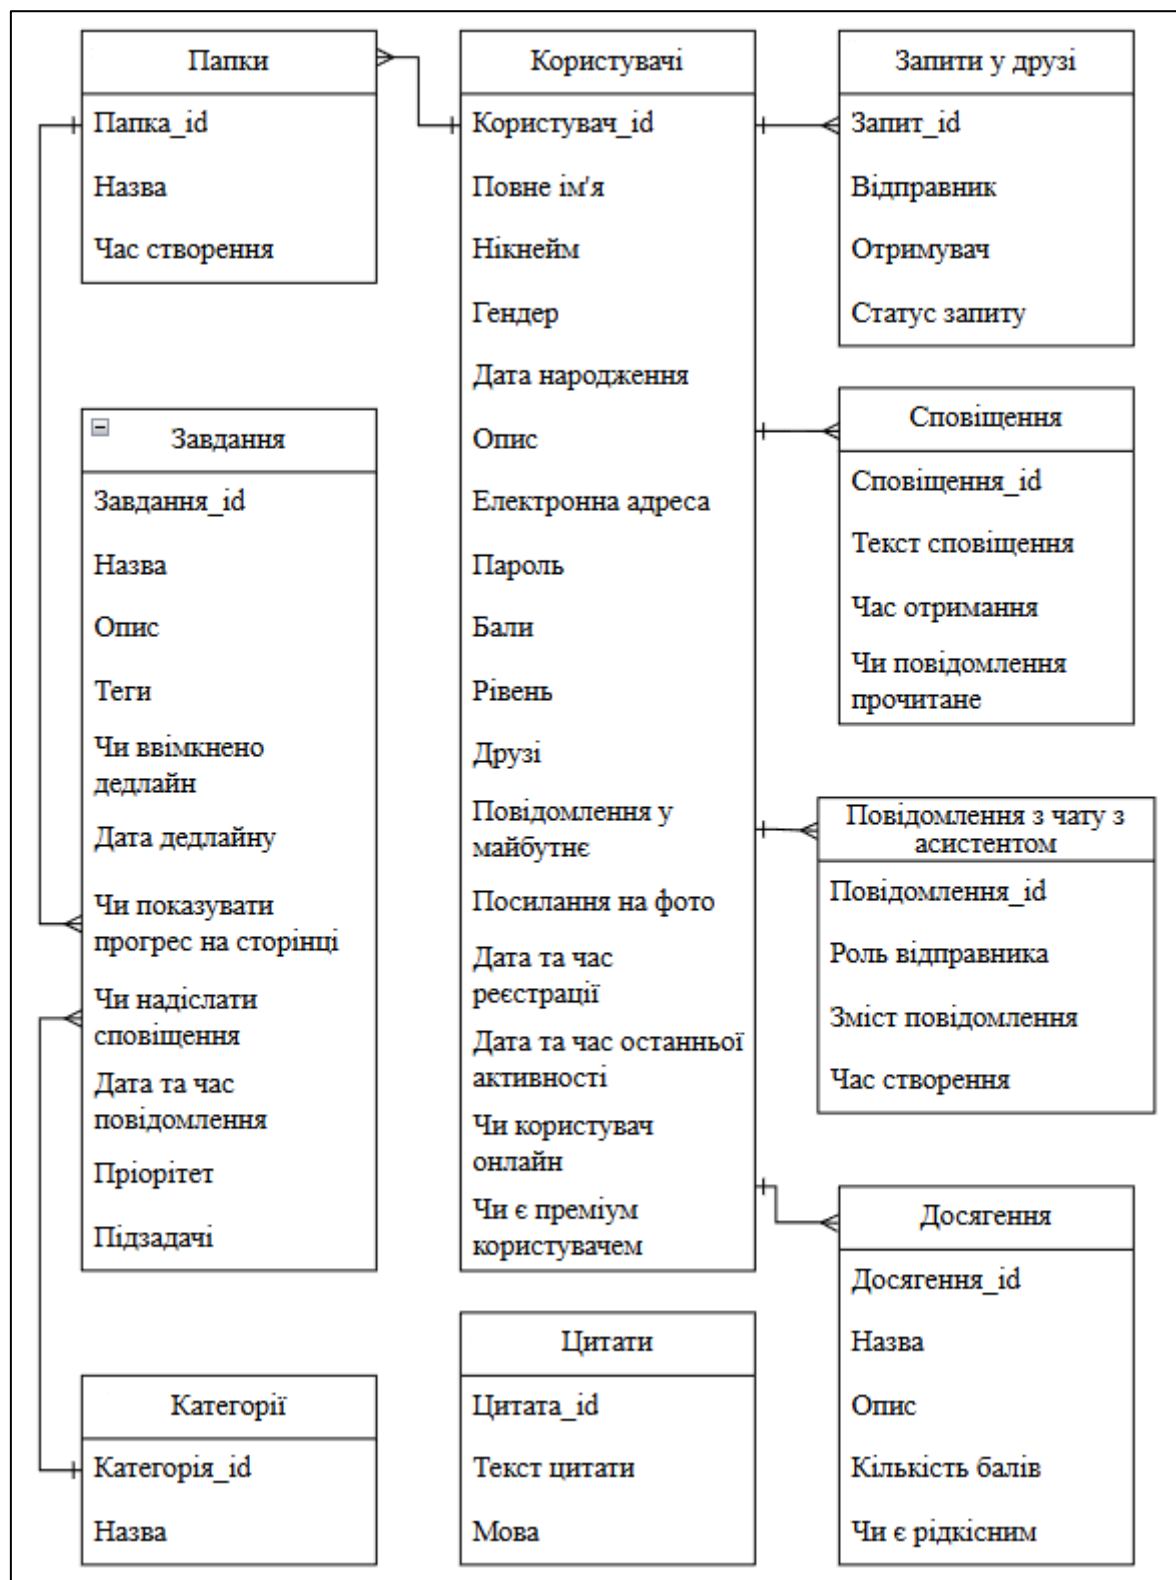 Папки
Папка_id
Назва
Час створення
Користувачі
Користувач_id
Повне ім'я
Нікнейм
Гендер
Дата народження
Опис
Електронна адреса
Пароль
Бали
Рівень
Друзі
Повідомлення у
майбутнє
Посилання на фото
Дата та час
реєстрації
Дата та час останньої
активності
Чи користувач
онлайн
Чи є преміум
користувачем
Запити у друзі
Запит_id
Відправник
Отримувач
Статус запиту
Завдання
Завдання_id
Назва
Опис
Теги
Чи ввімкнено
дедлайн
Дата дедлайну
Чи показувати
прогрес на сторінці
Чи надіслати
сповіщення
Дата та час
повідомлення
Пріорітет
Підзадачі
Сповіщення
Сповіщення_id
Текст сповіщення
Час отримання
Чи повідомлення
прочитане
Повідомлення з чату з
асистентом
Повідомлення_id
Роль відправника
Зміст повідомлення
Час створення
Категорії
Категорія_id
Назва
Цитати
Цитата_id
Текст цитати
Мова
Досягення
Досягення_id
Назва
Опис
Кількість балів
Чи є рідкісним